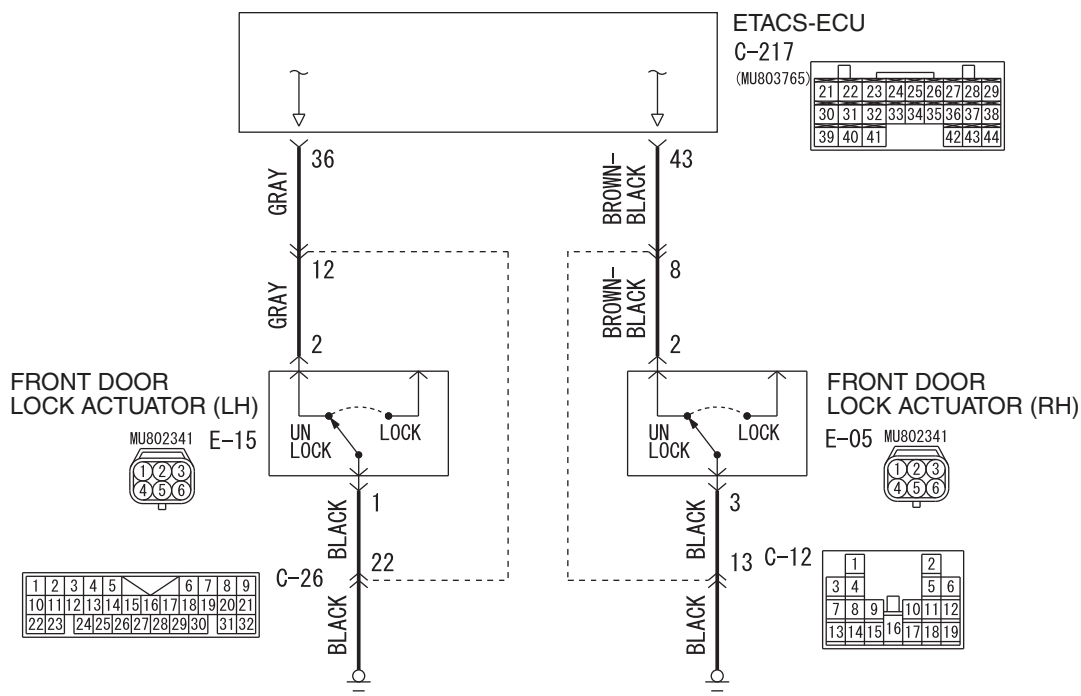 ETACS-ECU
C-217
(MU803765)
21 22 23 24 25 26 27 28 29
30 31 32 33 34 35 36 37 38
39 40 41 42 43 44
36
43
GRAY
BROWN-
BLACK
12
8
GRAY
BROWN-
BLACK
2
2
FRONT DOOR
LOCK ACTUATOR (LH)
MU802341 E-15
1 2 3
4 5 6
UN
LOCK
LOCK
UN
LOCK
LOCK
FRONT DOOR
LOCK ACTUATOR (RH)
E-05 MU802341
1 2 3
4 5 6
1
3
BLACK
BLACK
22
13
C-26
1 2 3 4 5 6 7 8 9
10 11 12 13 14 15 16 17 18 19 20 21
22 23 24 25 26 27 28 29 30 31 32
C-12
1 2
3 4 5 6
7 8 9 10 11 12
13 14 15 16 17 18 19
BLACK
BLACK